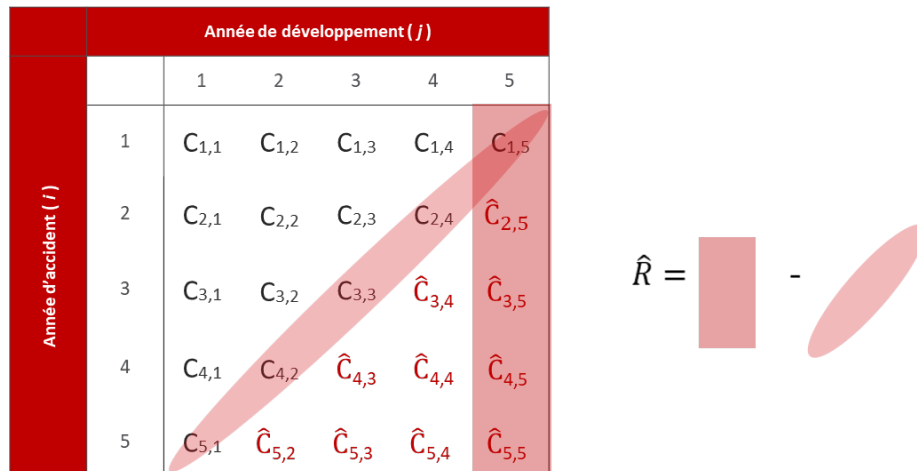 Année de développement ( j )
1 2 3 4 5
Année d'accident ( i )
1 C1,1 C1,2 C1,3 C1,4 C1,5
2 C2,1 C2,2 C2,3 C2,4 Ĉ2,5
R̂ = -
3 C3,1 C3,2 C3,3 Ĉ3,4 Ĉ3,5
4 C4,1 C4,2 Ĉ4,3 Ĉ4,4 Ĉ4,5
5 C5,1 Ĉ5,2 Ĉ5,3 Ĉ5,4 Ĉ5,5